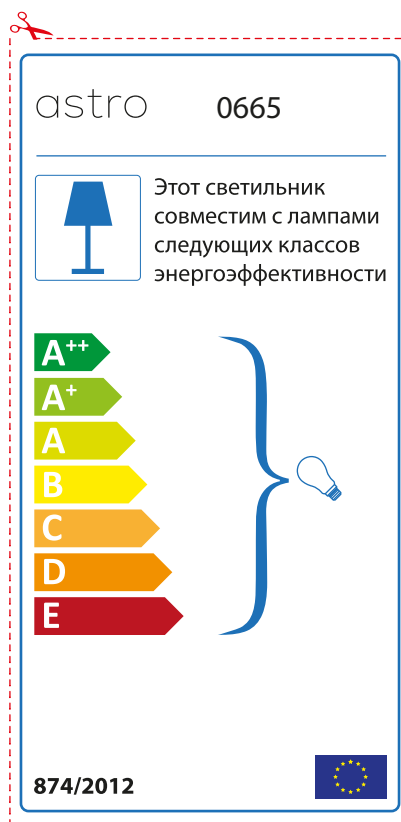 astro 0665
Этот светильник
совместим с лампами
следующих классов
энергоэффективности
A++
A+
A
B
C
D
E
874/2012